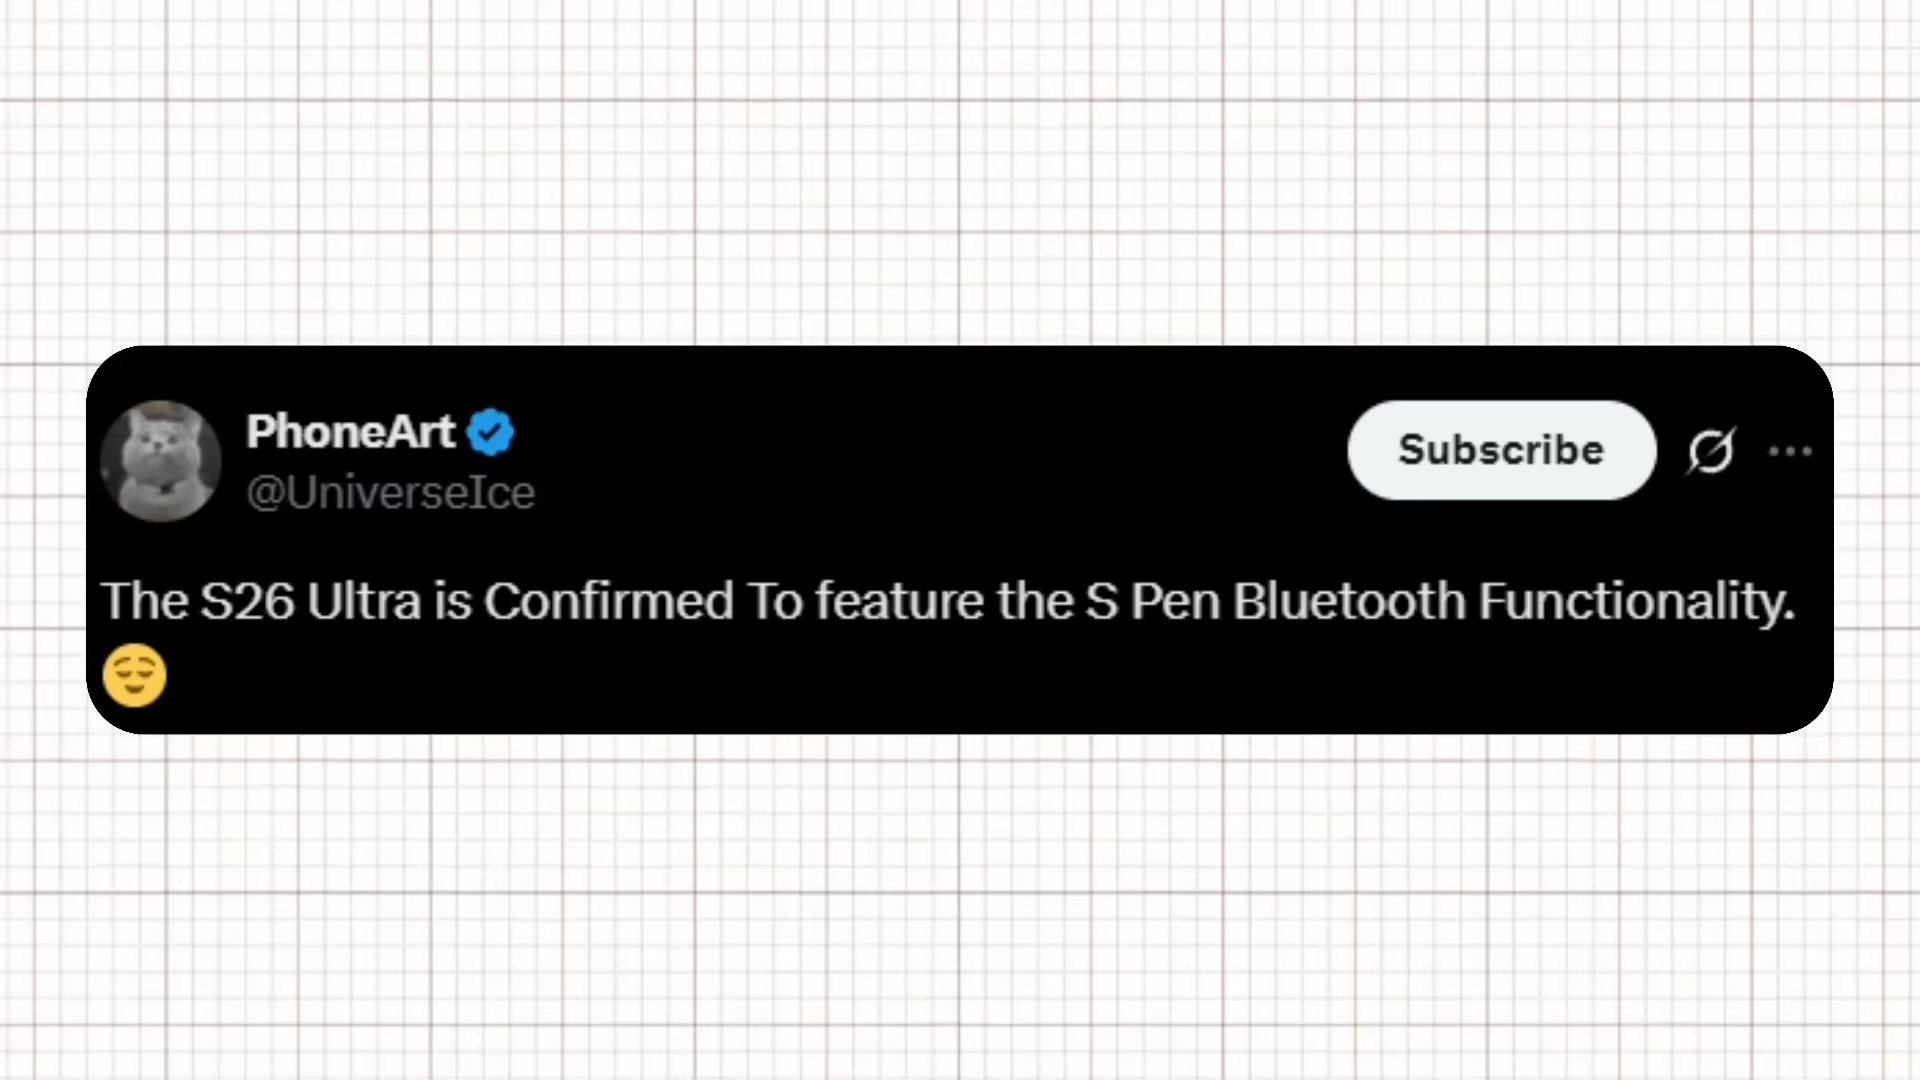 PhoneArt
@UniverseIce
Subscribe
The S26 Ultra is Confirmed To feature the S Pen Bluetooth Functionality.
😌